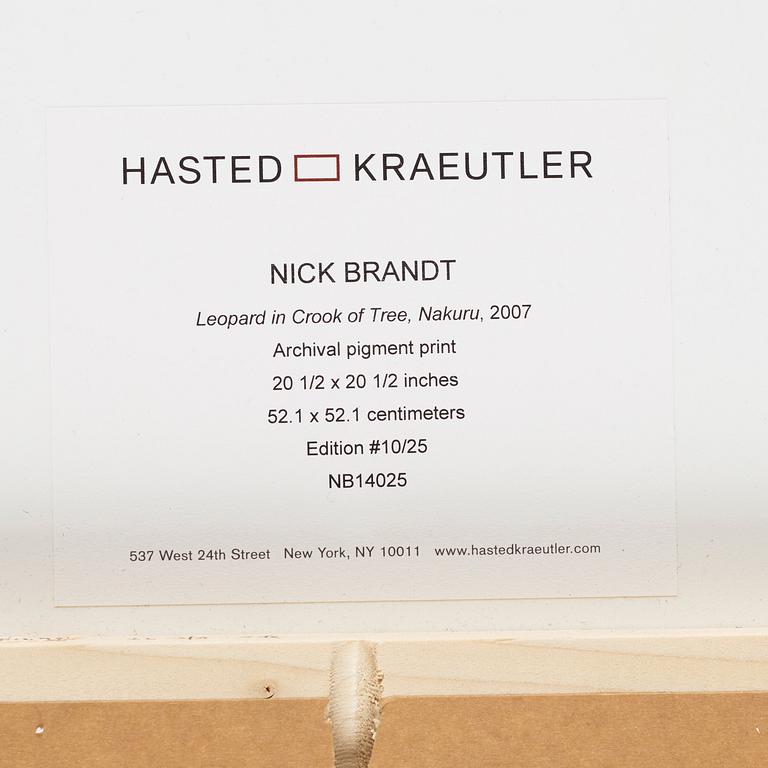 HASTED KRAEUTLER
NICK BRANDT
Leopard in Crook of Tree, Nakuru, 2007
Archival pigment print
20 1/2 x 20 1/2 inches
52.1 x 52.1 centimeters
Edition #10/25
NB14025
537 West 24th Street New York, NY 10011 www.hastedkraeutler.com